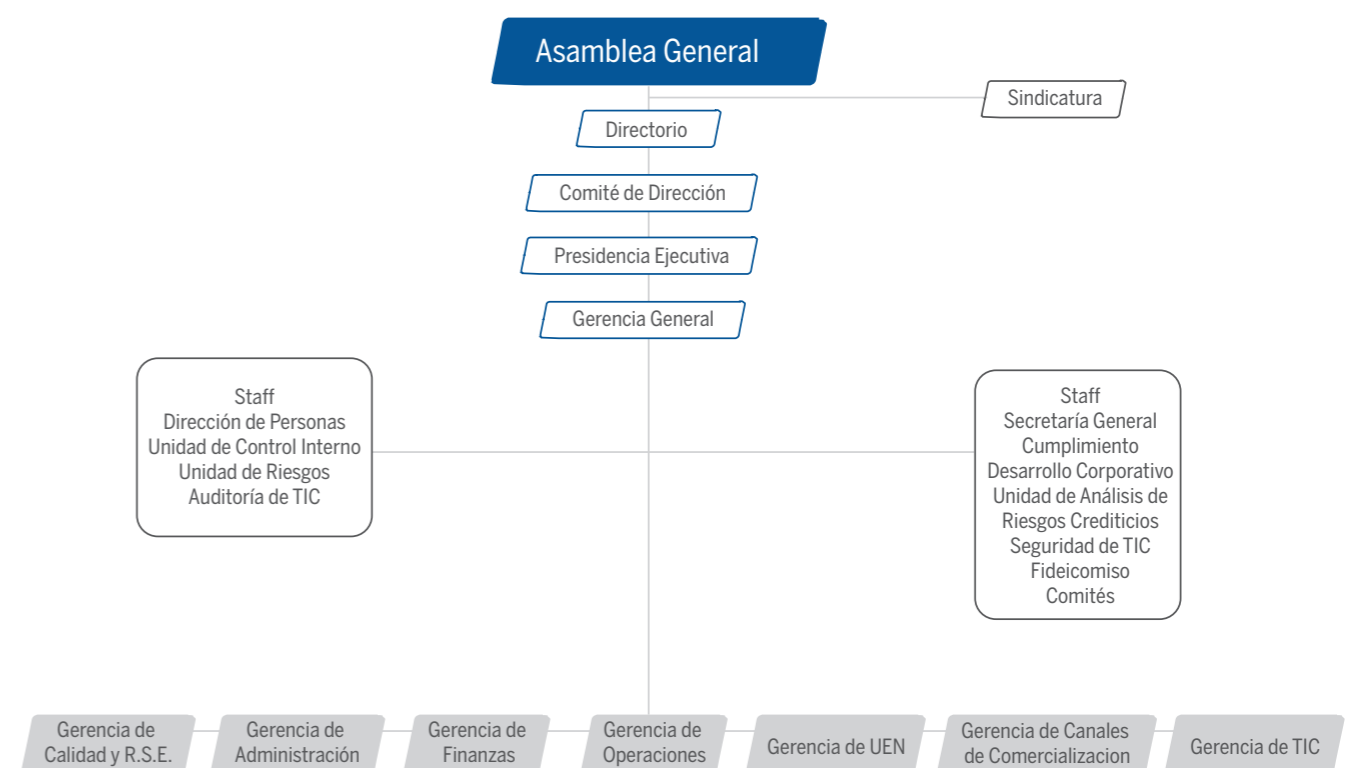 Asamblea General
Sindicatura
Directorio
Comité de Dirección
Presidencia Ejecutiva
Gerencia General
Staff
Dirección de Personas
Unidad de Control Interno
Unidad de Riesgos
Auditoría de TIC
Staff
Secretaría General
Cumplimiento
Desarrollo Corporativo
Unidad de Análisis de
Riesgos Crediticios
Seguridad de TIC
Fideicomiso
Comités
Gerencia de
Calidad y R.S.E.
Gerencia de
Administración
Gerencia de
Finanzas
Gerencia de
Operaciones
Gerencia de UEN
Gerencia de Canales
de Comercializacion
Gerencia de TIC